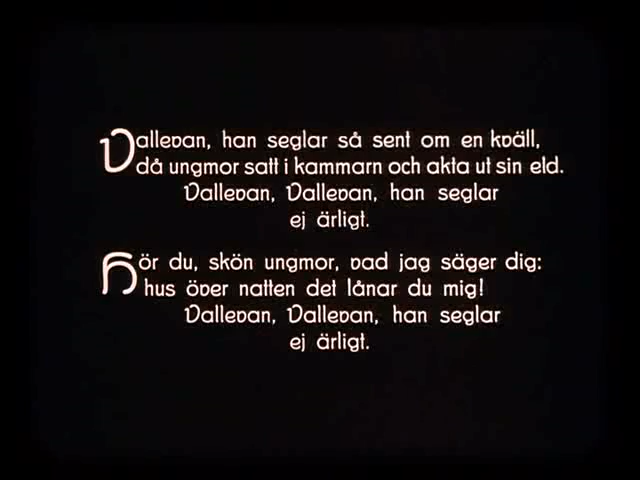 Vallevan, han seglar så sent om en kväll,
då ungmor satt i kammarn och akta ut sin eld.
Vallevan, Vallevan, han seglar
ej ärligt.
Hör du, skön ungmor, vad jag säger dig:
hus över natten det lånar du mig!
Vallevan, Vallevan, han seglar
ej ärligt.